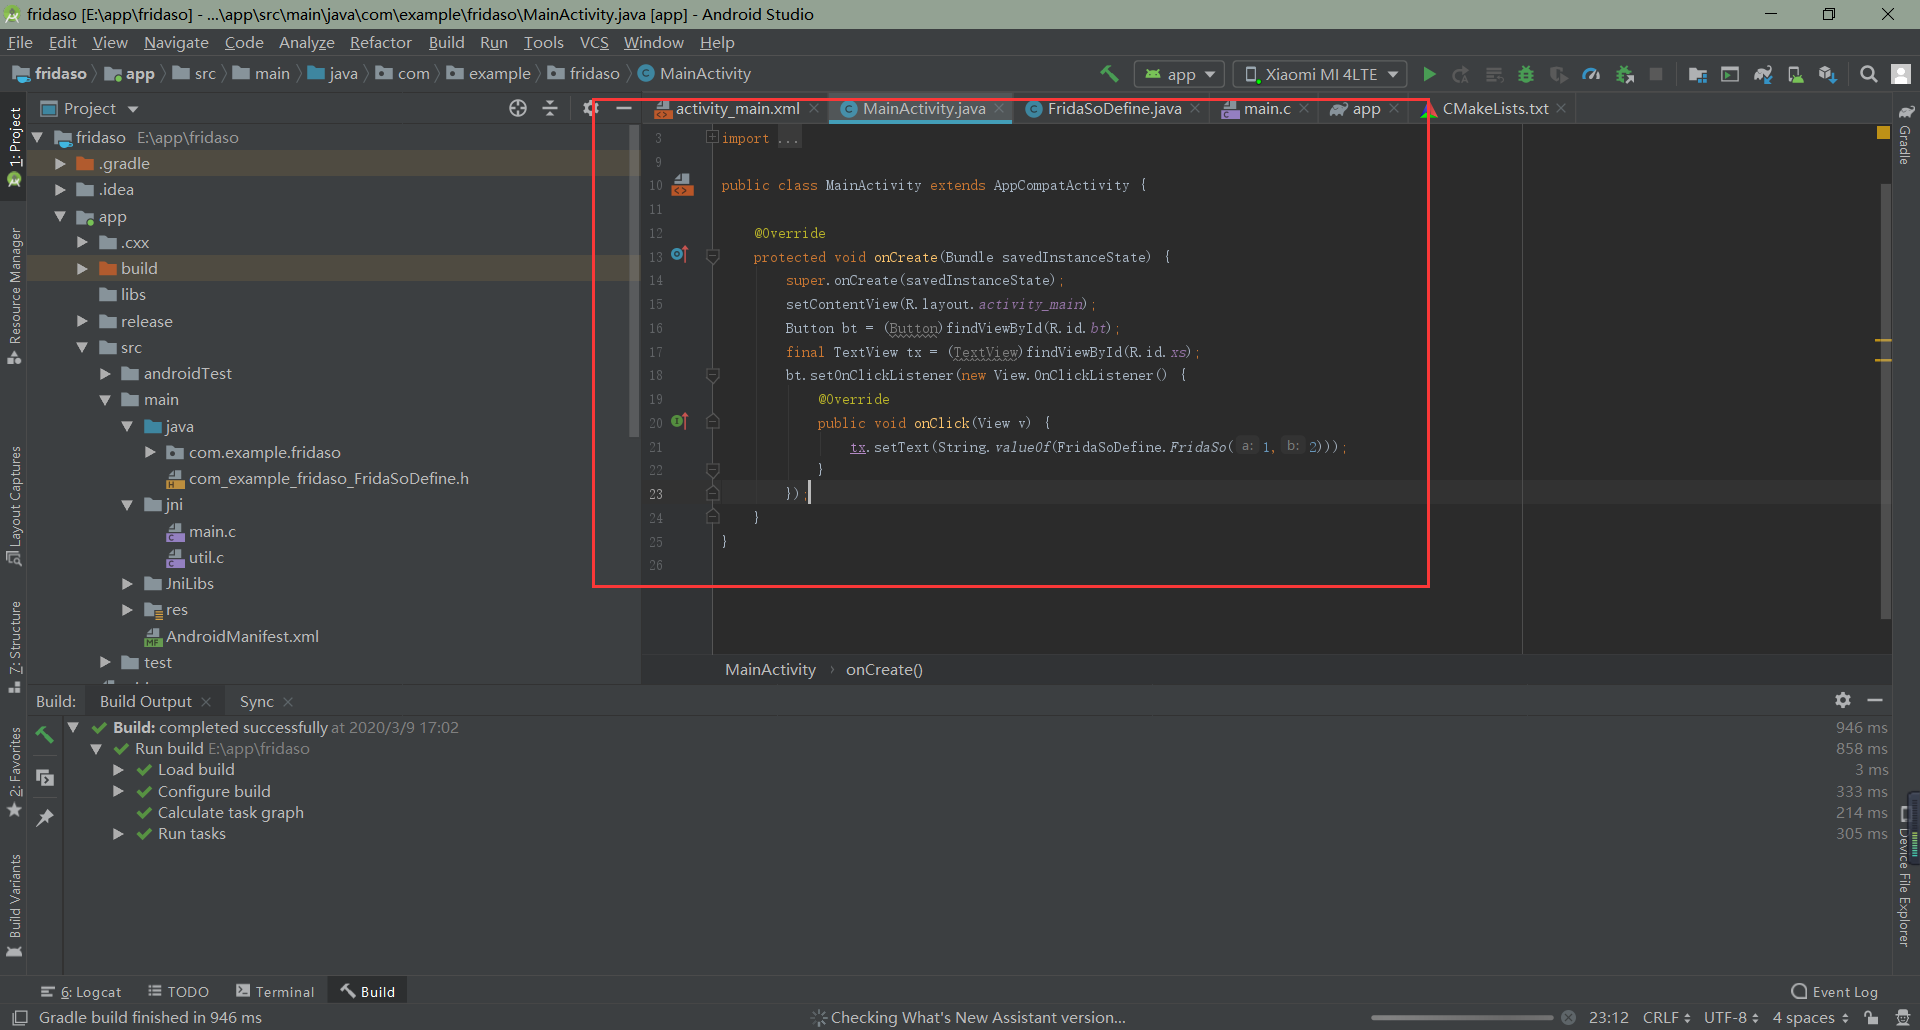 fridaso [E:\app\fridaso] - ...\app\src\main\java\com\example\fridaso\MainActivity.java [app] - Android Studio
File Edit View Navigate Code Analyze Refactor Build Run Tools VCS Window Help
fridaso app src main java com example fridaso MainActivity app Xiaomi MI 4LTE
Project
activity_main.xml MainActivity.java FridaSoDefine.java main.c app CMakeLists.txt
1: Project
Resource Manager
Layout Captures
7: Structure
2: Favorites
Build Variants
fridaso E:\app\fridaso
.gradle
.idea
app
.cxx
build
libs
release
src
androidTest
main
java
com.example.fridaso
com_example_fridaso_FridaSoDefine.h
jni
main.c
util.c
JniLibs
res
AndroidManifest.xml
test
3 import ...
9
10 public class MainActivity extends AppCompatActivity {
11
12 @Override
13 protected void onCreate(Bundle savedInstanceState) {
14 super.onCreate(savedInstanceState);
15 setContentView(R.layout.activity_main);
16 Button bt = (Button)findViewById(R.id.bt);
17 final TextView tx = (TextView)findViewById(R.id.xs);
18 bt.setOnClickListener(new View.OnClickListener() {
19 @Override
20 public void onClick(View v) {
21 tx.setText(String.valueOf(FridaSoDefine.FridaSo( a: 1, b: 2)));
22 }
23 });
24 }
25 }
26
MainActivity › onCreate()
Gradle
Device File Explorer
Build: Build Output Sync
Build: completed successfully at 2020/3/9 17:02 946 ms
Run build E:\app\fridaso 858 ms
Load build 3 ms
Configure build 333 ms
Calculate task graph 214 ms
Run tasks 305 ms
6: Logcat TODO Terminal Build Event Log
Gradle build finished in 946 ms Checking What's New Assistant version... 23:12 CRLF UTF-8 4 spaces